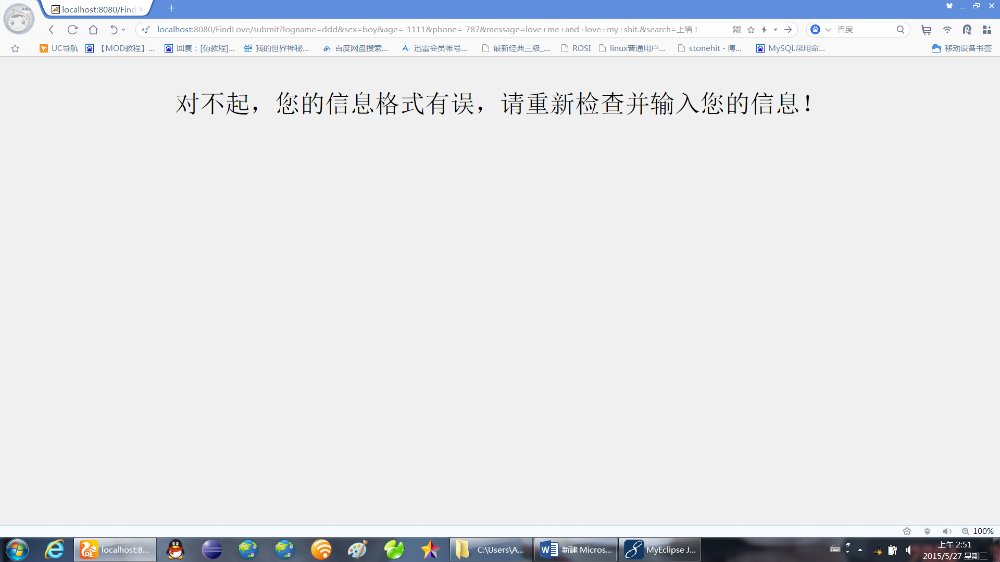 localhost:8080/Find
localhost:8080/FindLove/submit?logname=ddd&sex=boy&age=-1111&phone=-787&message=love+me+and+love+my+shit.&search=上墙！
百度
UC导航
【MOD教程】...
回复：[伪教程]...
我的世界神秘...
百度网盘搜索...
迅雷会员帐号...
最新经典三级_...
ROSI
linux普通用户...
stonehit - 博...
MySQL常用命...
移动设备书签
对不起，您的信息格式有误，请重新检查并输入您的信息！
100%
localhost:8...
C:\Users\A...
新建 Micros...
MyEclipse J...
上午 2:51
2015/5/27 星期三